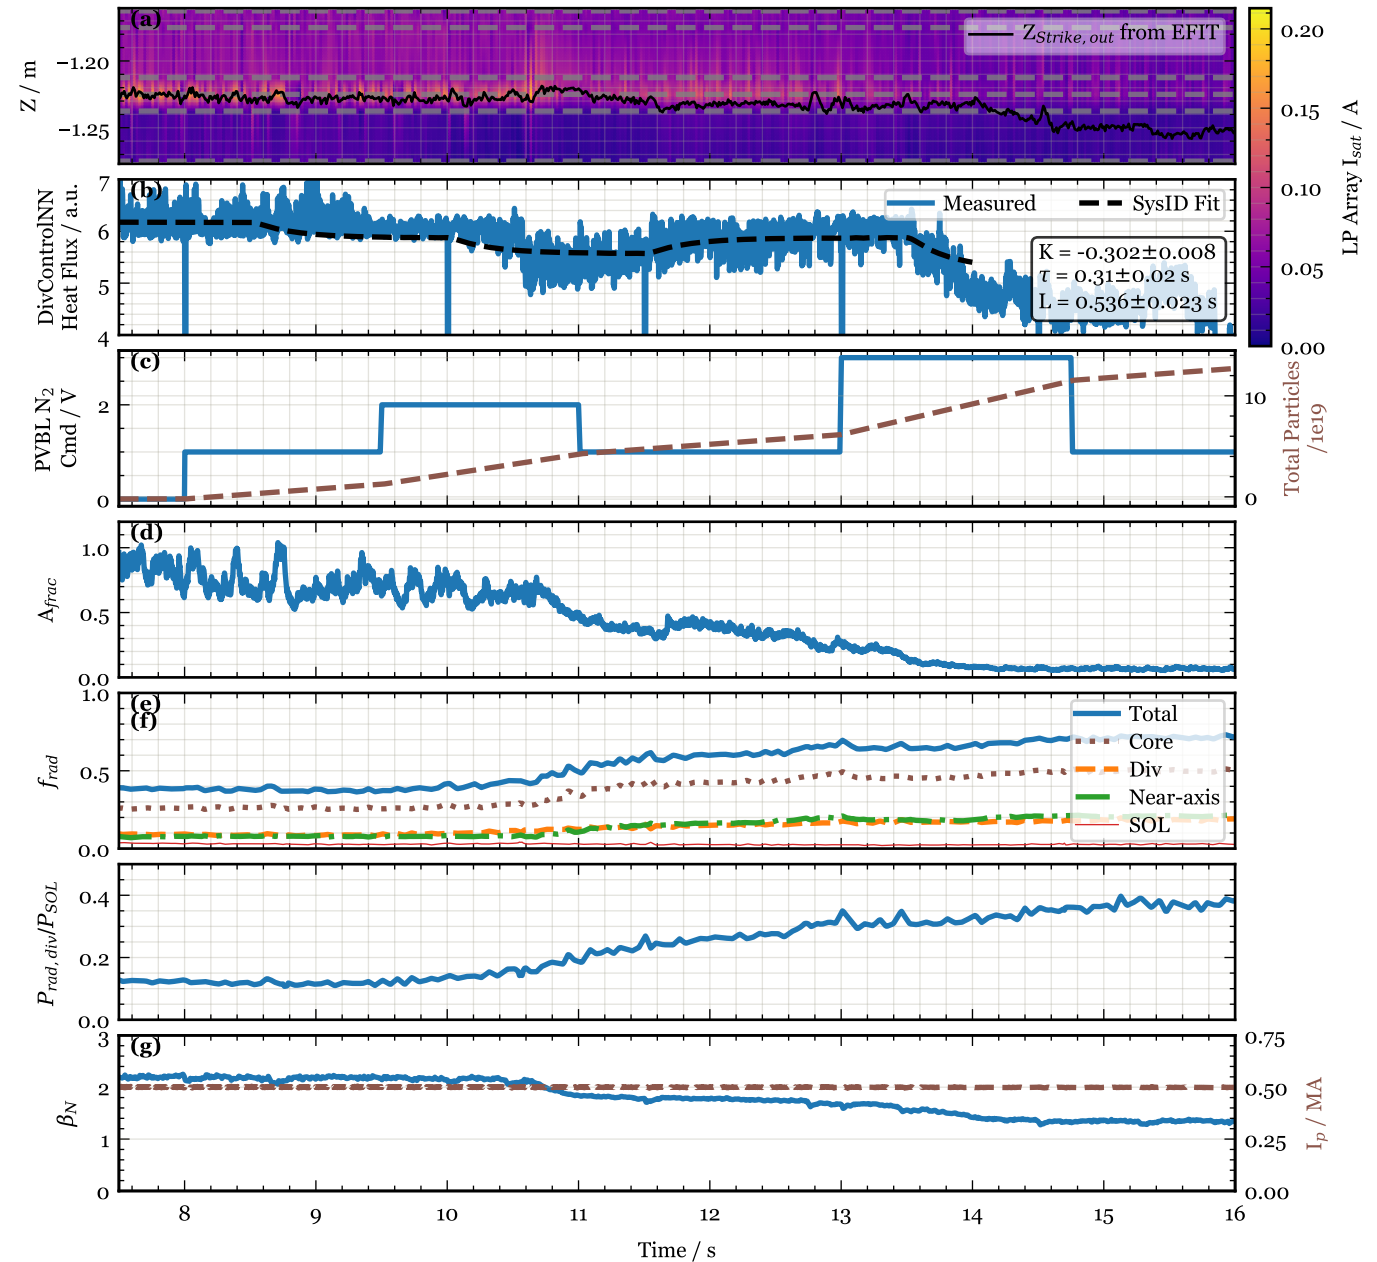 (a)
Z_Strike,out from EFIT
Z / m
−1.20
−1.25
0.20
0.15
0.10
0.05
0.00
LP Array I_sat / A
(b)
Measured
SysID Fit
DivControlNN
Heat Flux / a.u.
7
6
5
4
K = -0.302±0.008
τ = 0.31±0.02 s
L = 0.536±0.023 s
(c)
PVBL N₂
Cmd / V
2
0
10
0
Total Particles
/1e19
(d)
A_frac
1.0
0.5
0.0
(e)
(f)
f_rad
1.0
0.5
0.0
Total
Core
Div
Near-axis
SOL
P_rad,div/P_SOL
0.4
0.2
0.0
(g)
β_N
3
2
1
0
0.75
0.50
0.25
0.00
I_p / MA
8 9 10 11 12 13 14 15 16
Time / s